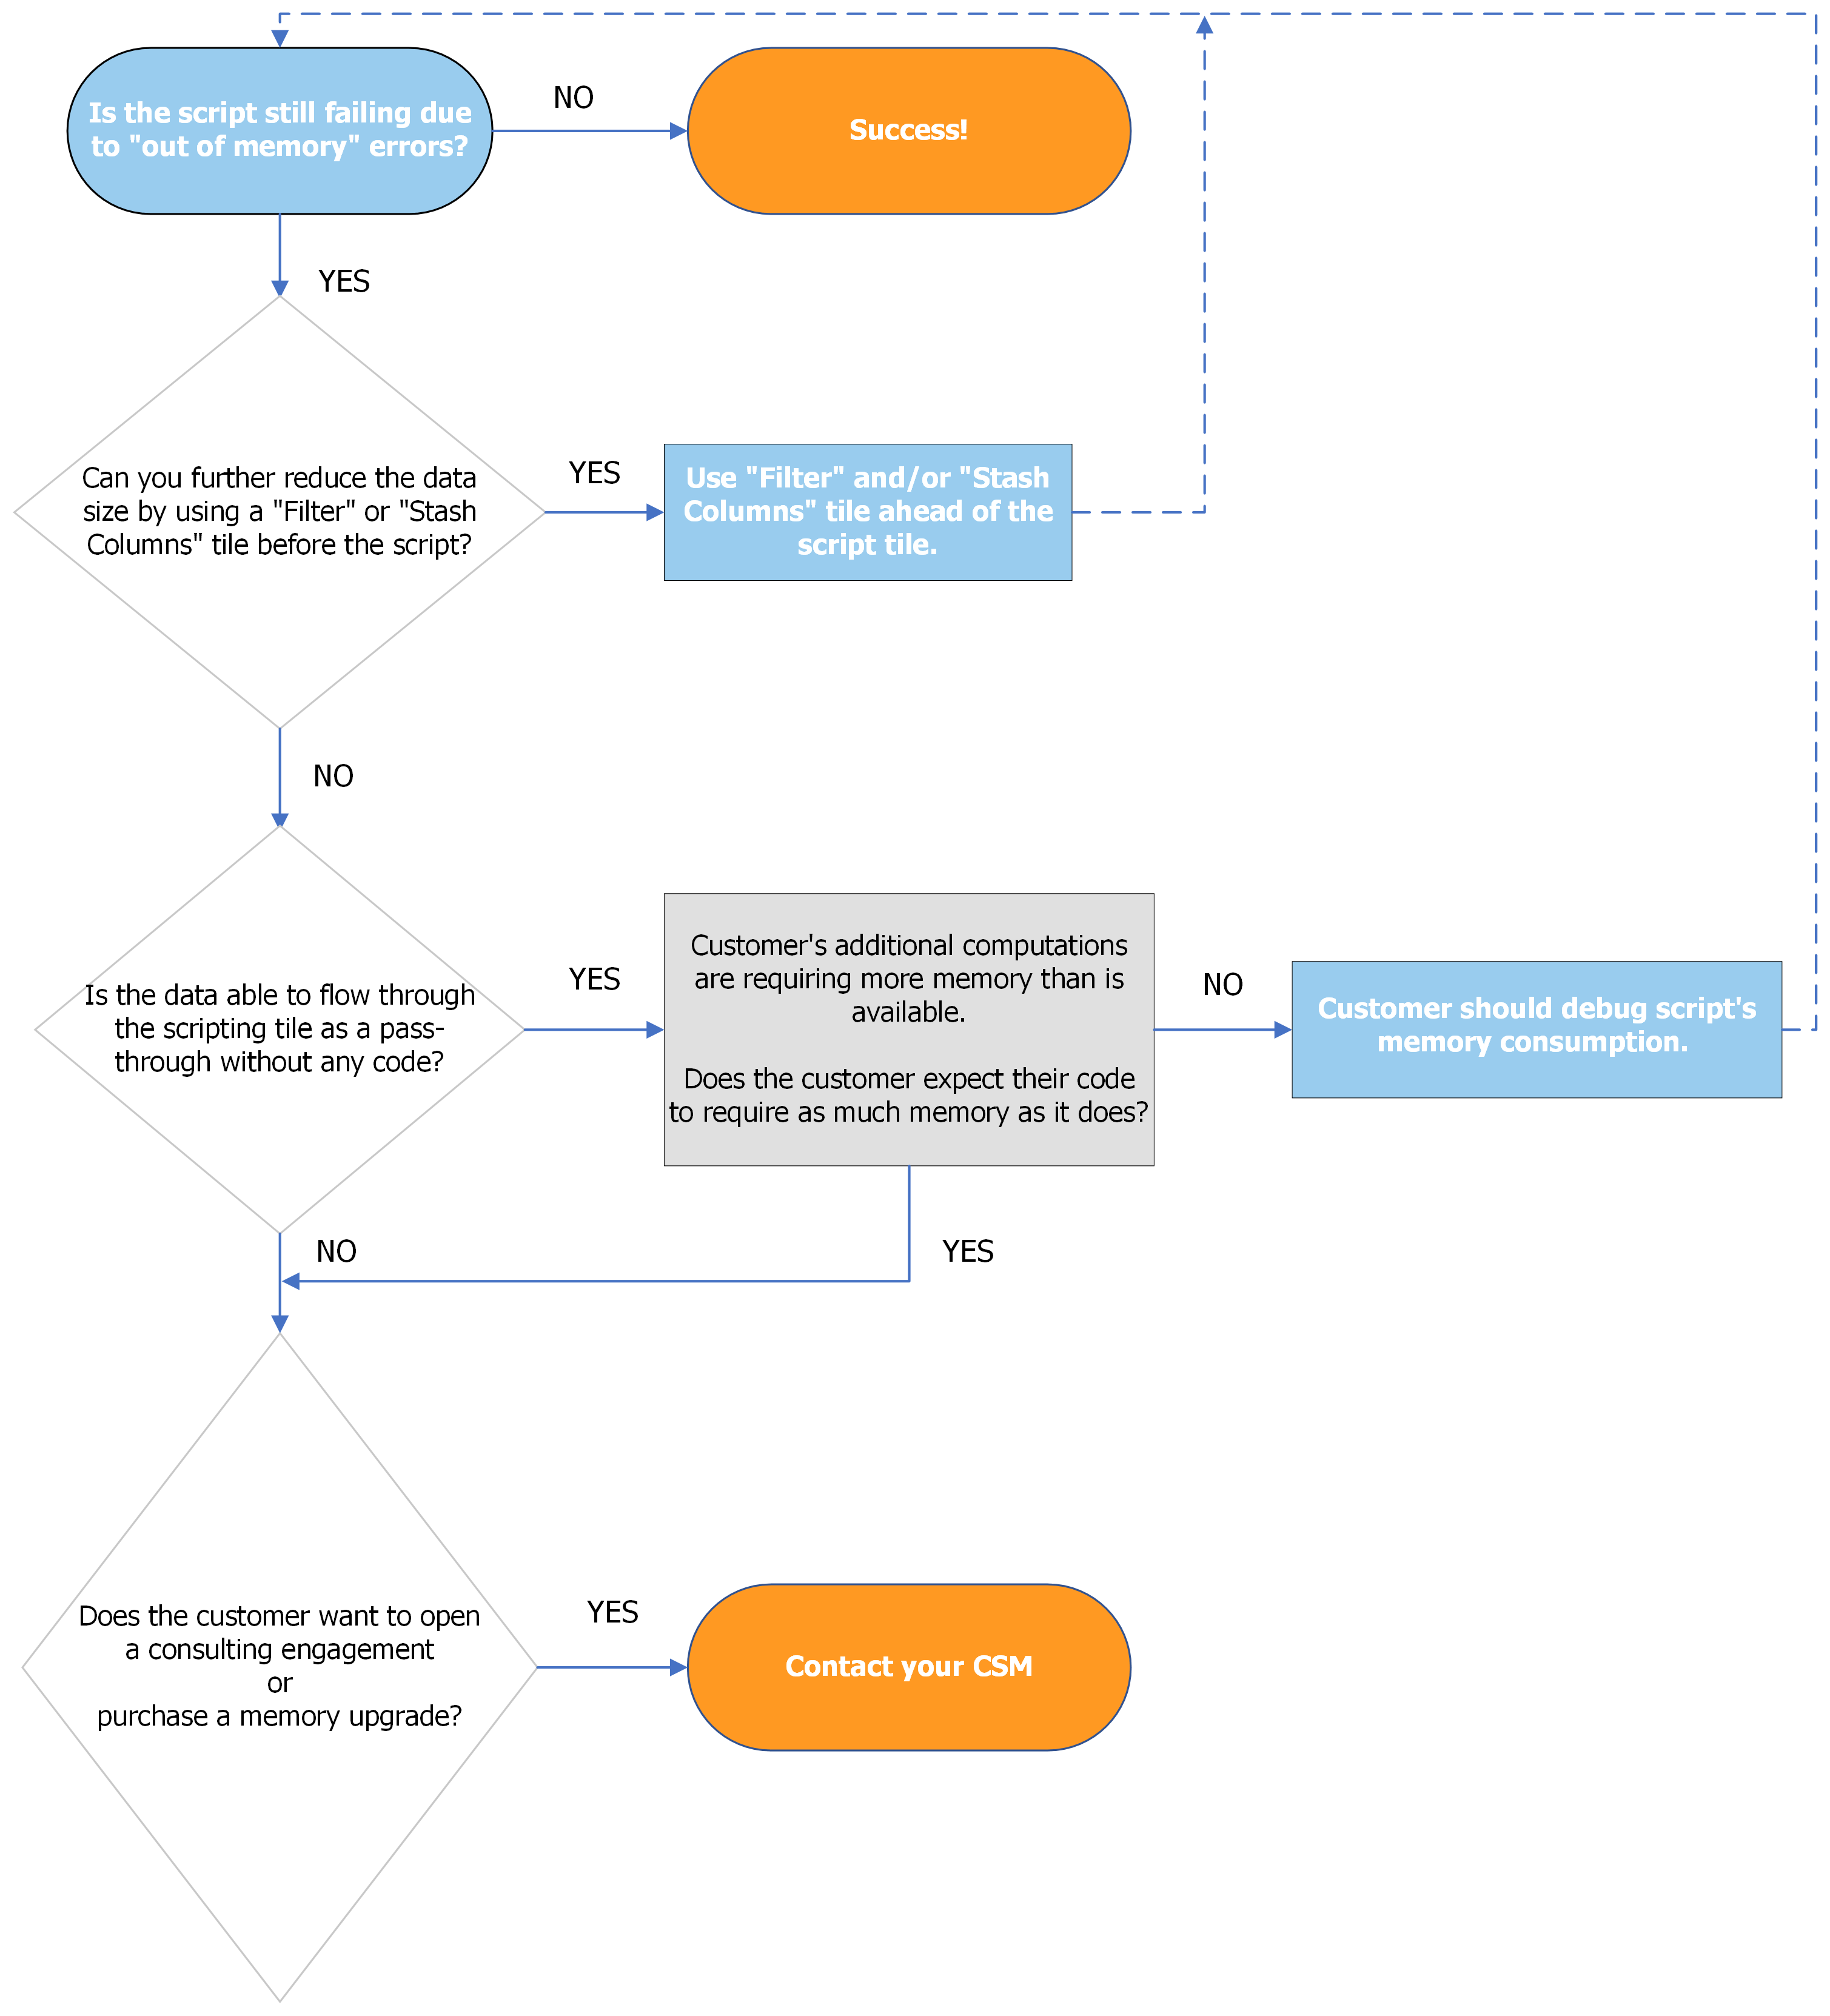 Is the script still failing due
to "out of memory" errors?
NO
Success!
YES
Can you further reduce the data
size by using a "Filter" or "Stash
Columns" tile before the script?
YES
Use "Filter" and/or "Stash
Columns" tile ahead of the
script tile.
NO
Is the data able to flow through
the scripting tile as a pass-
through without any code?
YES
Customer's additional computations
are requiring more memory than is
available.
Does the customer expect their code
to require as much memory as it does?
NO
Customer should debug script's
memory consumption.
NO
YES
Does the customer want to open
a consulting engagement
or
purchase a memory upgrade?
YES
Contact your CSM